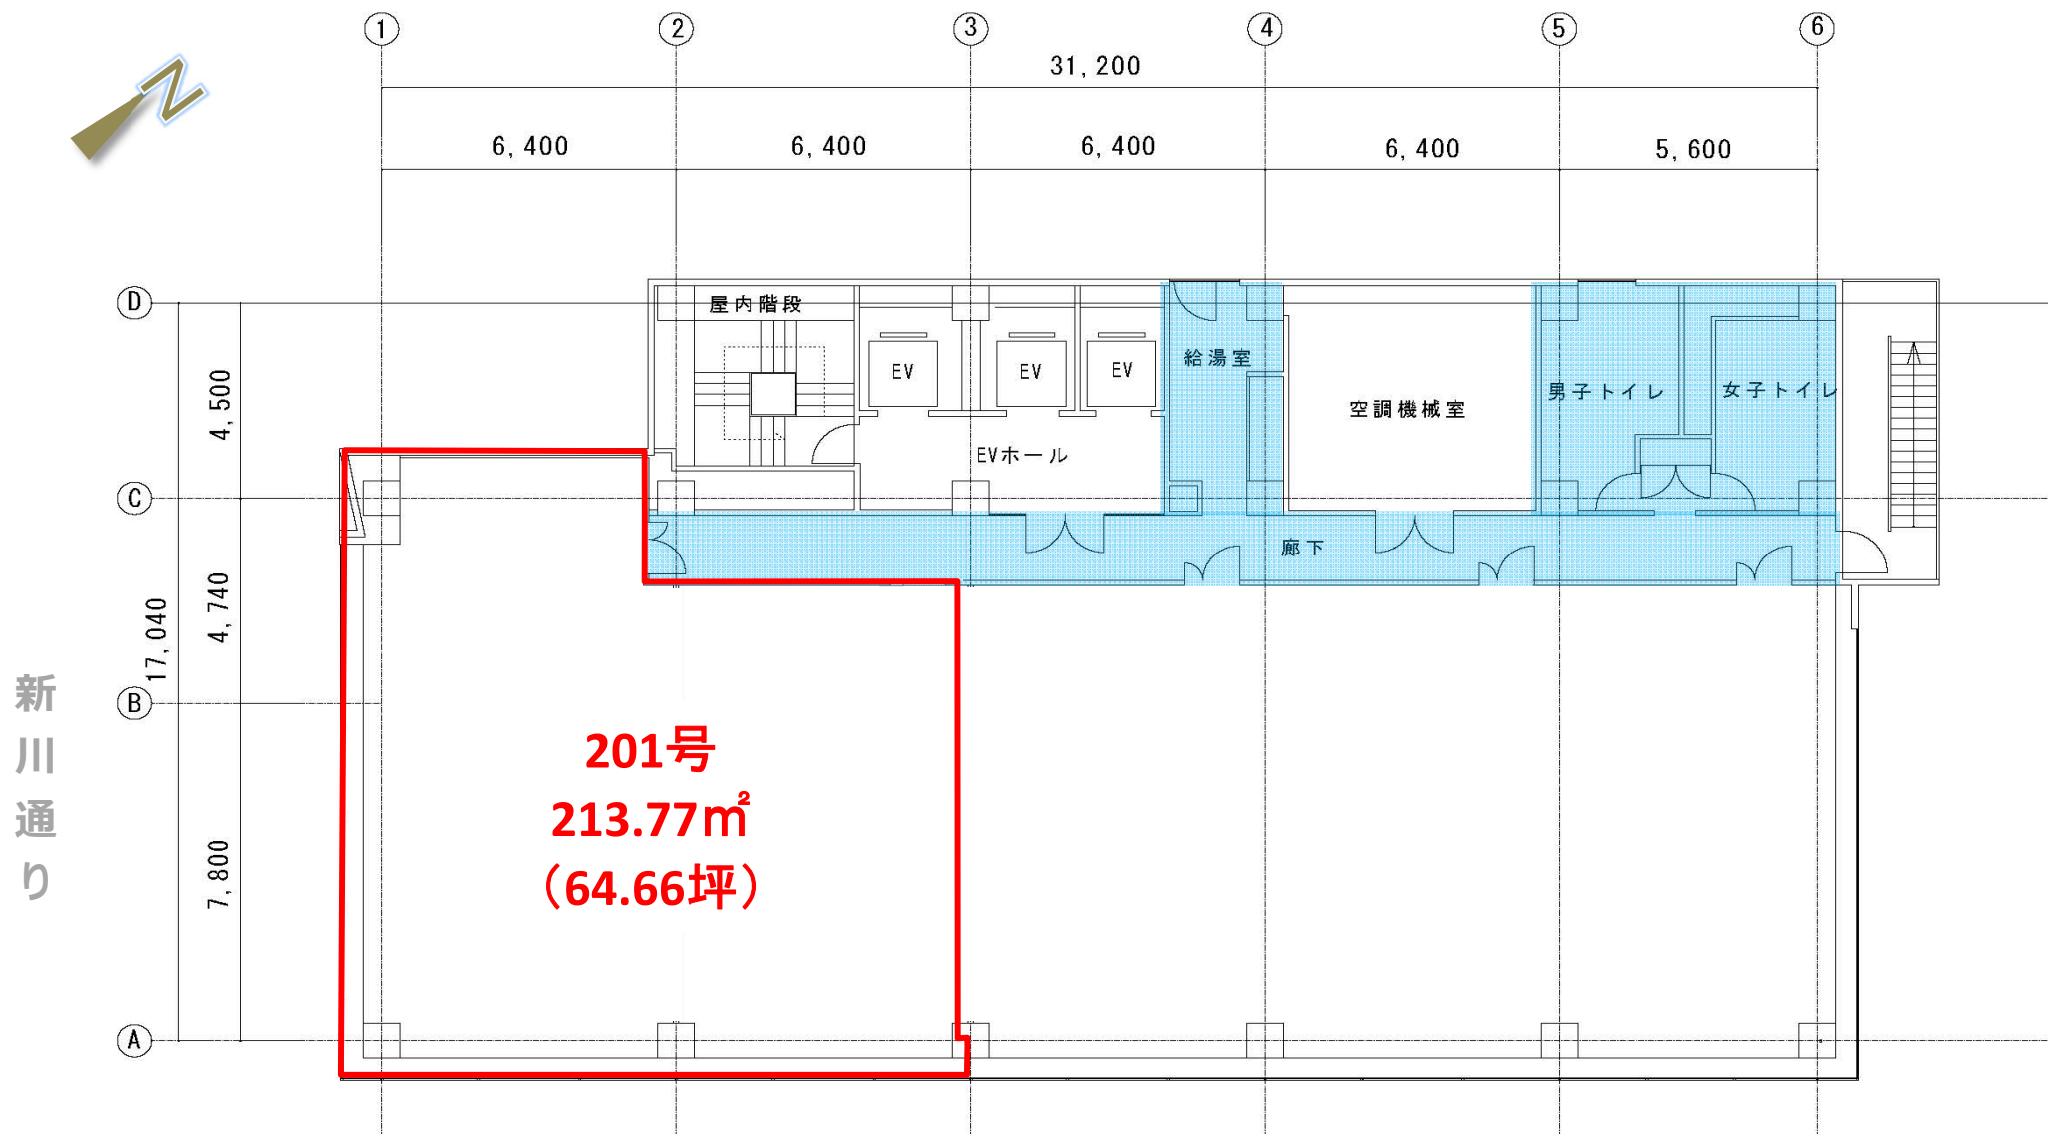 1
2
3
4
5
6
31,200
6,400
6,400
6,400
6,400
5,600
N
D
C
B
A
4,500
4,740
17,040
7,800
屋内階段
EV
EV
EV
EVホール
給湯室
空調機械室
男子トイレ
女子トイレ
廊下
新川通り
201号
213.77㎡
（64.66坪）